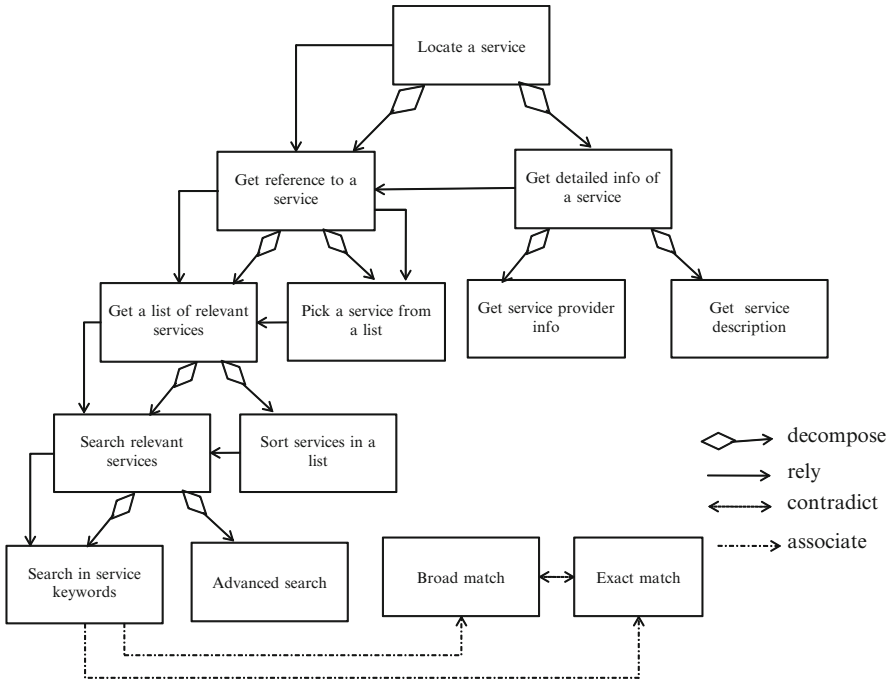 Locate a service
Get reference to a
service
Get detailed info of
a service
Get a list of relevant
services
Pick a service from
a list
Get service provider
info
Get service
description
Search relevant
services
Sort services in a
list
decompose
rely
contradict
associate
Search in service
keywords
Advanced search
Broad match
Exact match